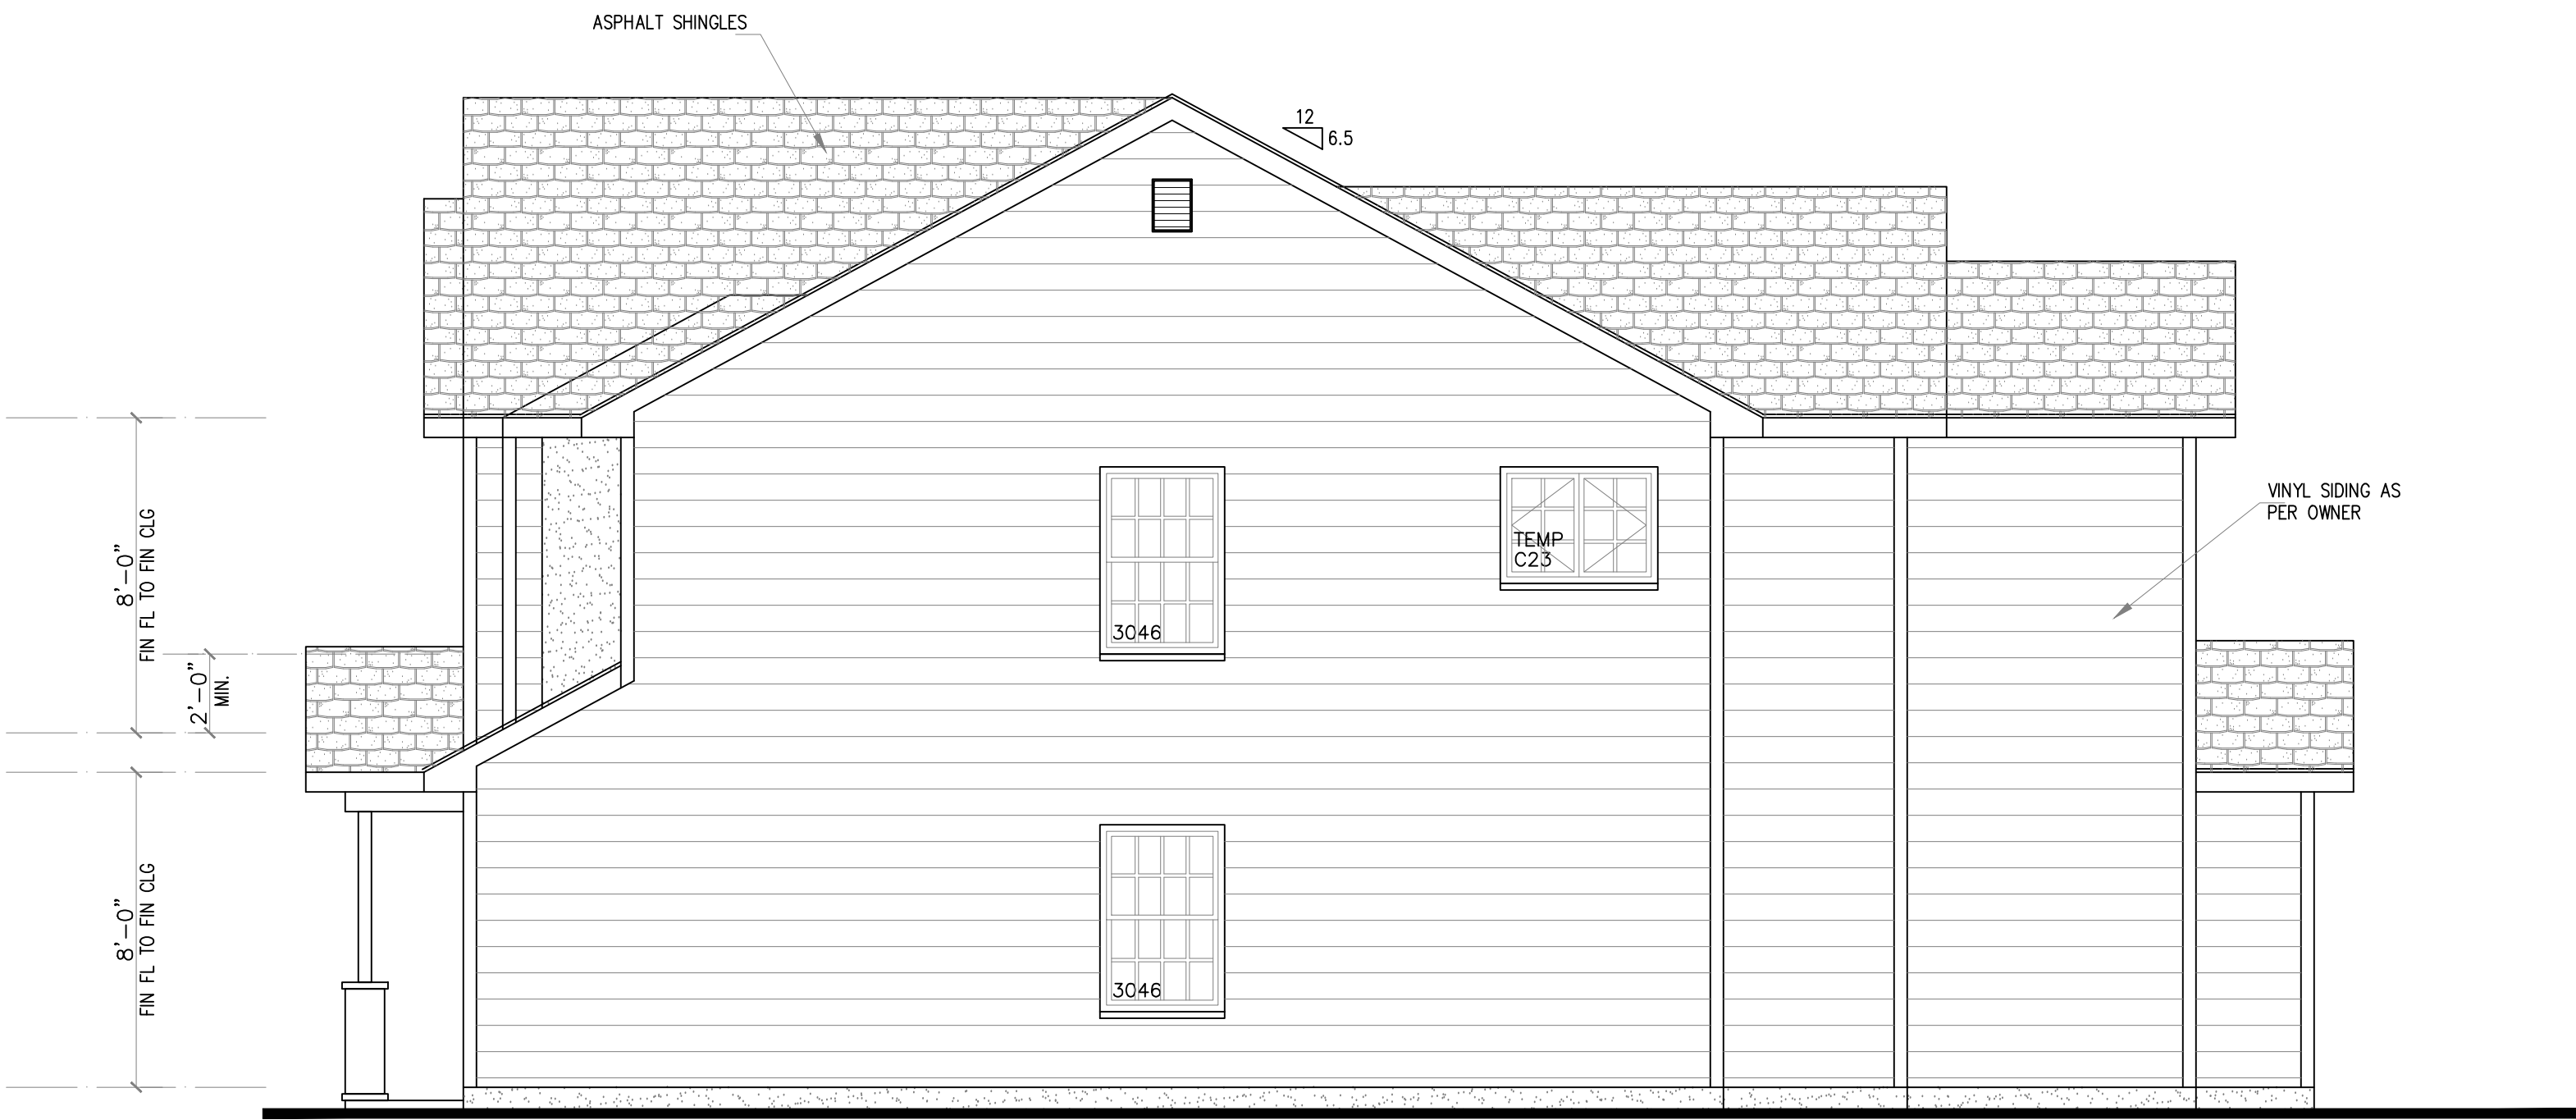 ASPHALT SHINGLES
12
6.5
VINYL SIDING AS
PER OWNER
8'-0"
FIN FL TO FIN CLG
2'-0"
MIN.
TEMP
C23
3046
8'-0"
FIN FL TO FIN CLG
3046